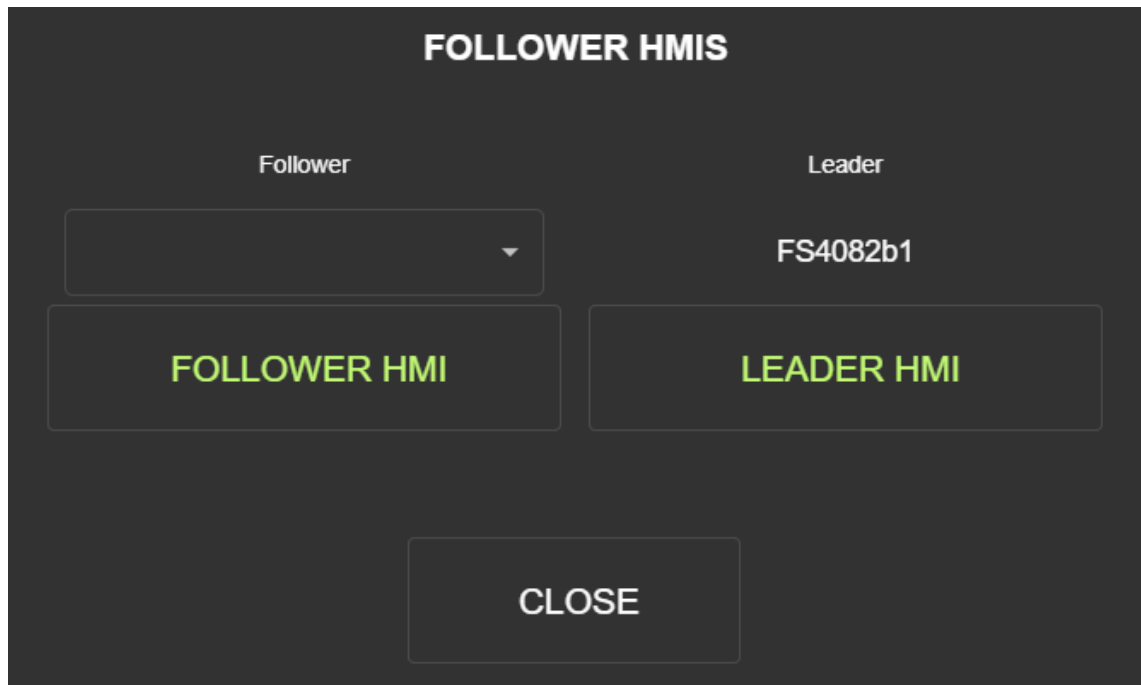 FOLLOWER HMIS
Follower
Leader
FS4082b1
FOLLOWER HMI
LEADER HMI
CLOSE